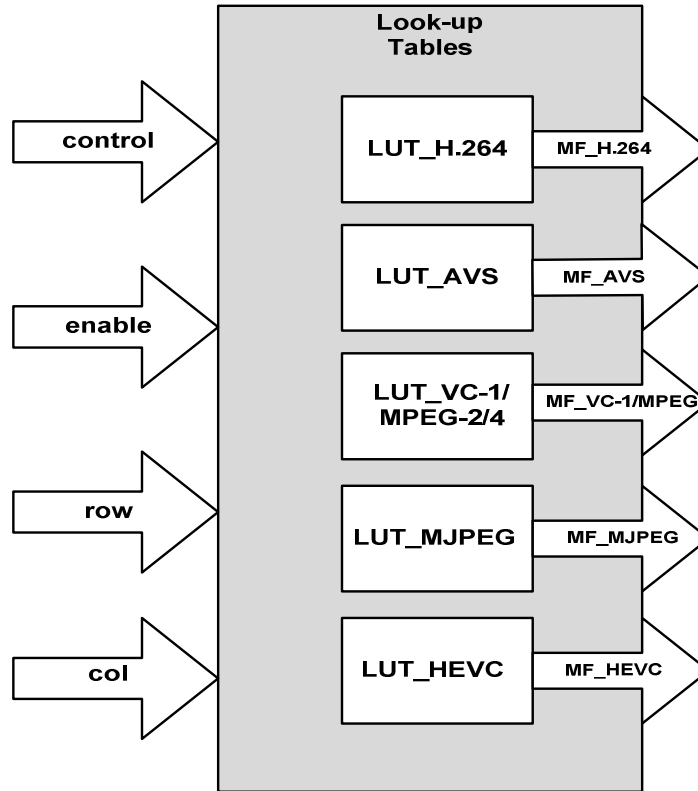 Look-up
Tables
control
enable
row
col
LUT_H.264
MF_H.264
LUT_AVS
MF_AVS
LUT_VC-1/
MPEG-2/4
MF_VC-1/MPEG
LUT_MJPEG
MF_MJPEG
LUT_HEVC
MF_HEVC